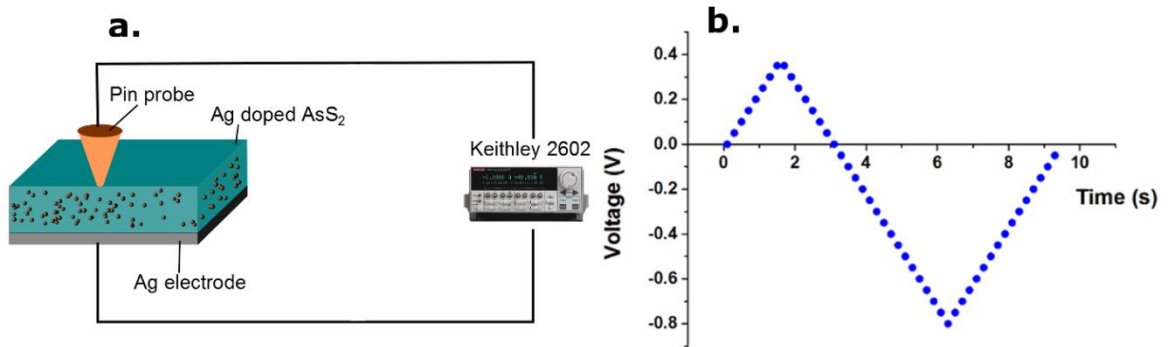 a.
Pin probe
Ag doped AsS₂
Keithley 2602
Ag electrode
b.
Voltage (V)
0.4
0.2
0.0
-0.2
-0.4
-0.6
-0.8
0 2 4 6 8 10
Time (s)